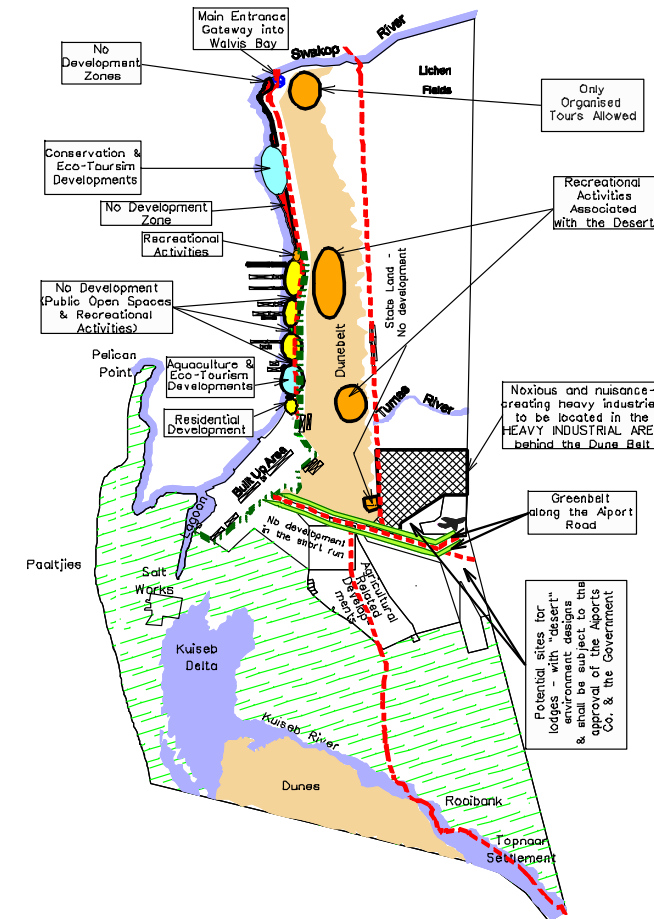 Main Entrance
Gateway into
Walvis Bay
No
Development
Zones
Swakop
River
Lichen
Fields
Only
Organised
Tours Allowed
Conservation &
Eco-Toursim
Developments
Recreational
Activities
Associated
with the Desert
No Development
Zone
Recreational
Activities
State Land -
No development
No Development
(Public Open Spaces
& Recreational
Activities)
Dunebelt
Pelican
Point
Aquaculture &
Eco-Tourism
Developments
Tumas
River
Noxious and nuisance-
creating heavy industries
to be located in the
HEAVY INDUSTRIAL AREA
behind the Dune Belt
Residential
Development
Built Up Area
Lagoon
Greenbelt
along the Aiport
Road
No development
in the short run
Paaltjies
Salt
Works
Agricultural
Related
Develop
ments
Potential sites for
lodges - with "desert"
environment designs
& shall be subject to the
approval of the Aiports
Co. & the Government
Kuiseb
Delta
Kuiseb River
Dunes
Rooibank
Topnaar
Settlement